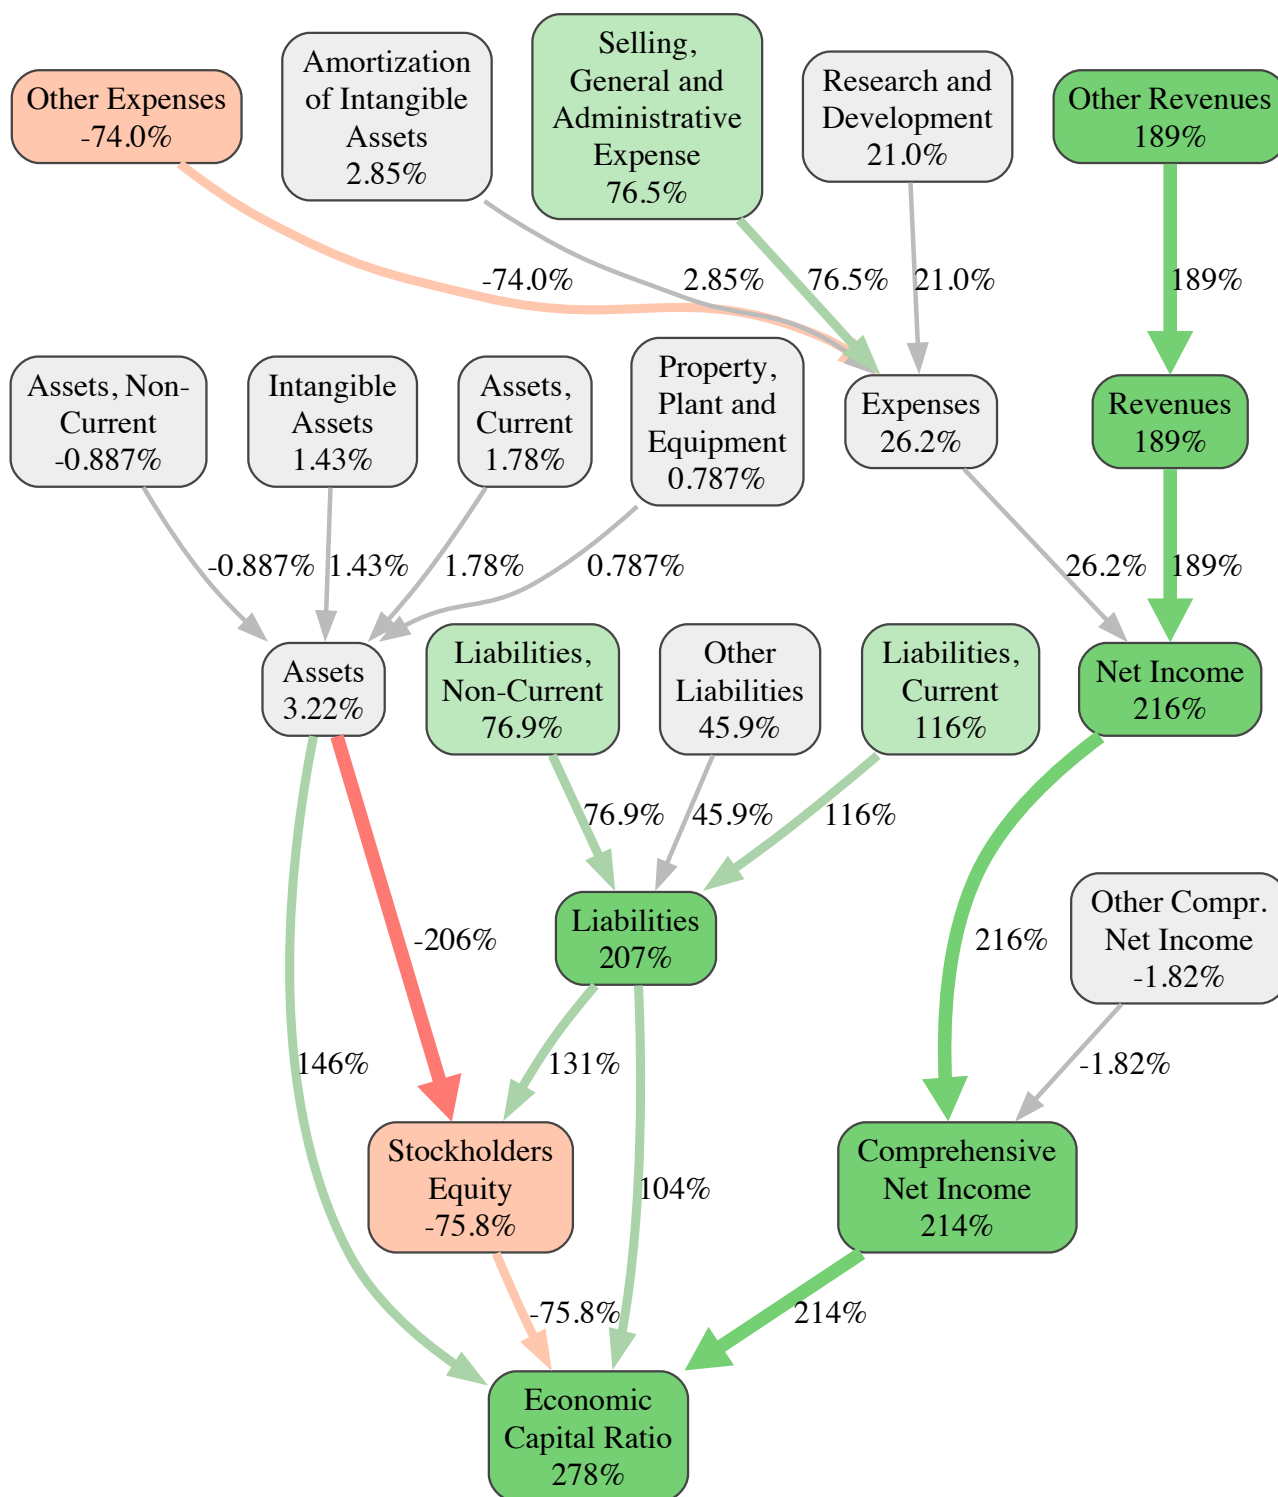 Other Expenses
-74.0%
Amortization
of Intangible
Assets
2.85%
Selling,
General and
Administrative
Expense
76.5%
Research and
Development
21.0%
Other Revenues
189%
-74.0%
2.85%
76.5%
21.0%
189%
Assets, Non-
Current
-0.887%
Intangible
Assets
1.43%
Assets,
Current
1.78%
Property,
Plant and
Equipment
0.787%
Expenses
26.2%
Revenues
189%
-0.887%
1.43%
1.78%
0.787%
26.2%
189%
Assets
3.22%
Liabilities,
Non-Current
76.9%
Other
Liabilities
45.9%
Liabilities,
Current
116%
Net Income
216%
76.9%
45.9%
116%
Liabilities
207%
Other Compr.
Net Income
-1.82%
-206%
216%
146%
131%
-1.82%
Stockholders
Equity
-75.8%
104%
Comprehensive
Net Income
214%
-75.8%
214%
Economic
Capital Ratio
278%